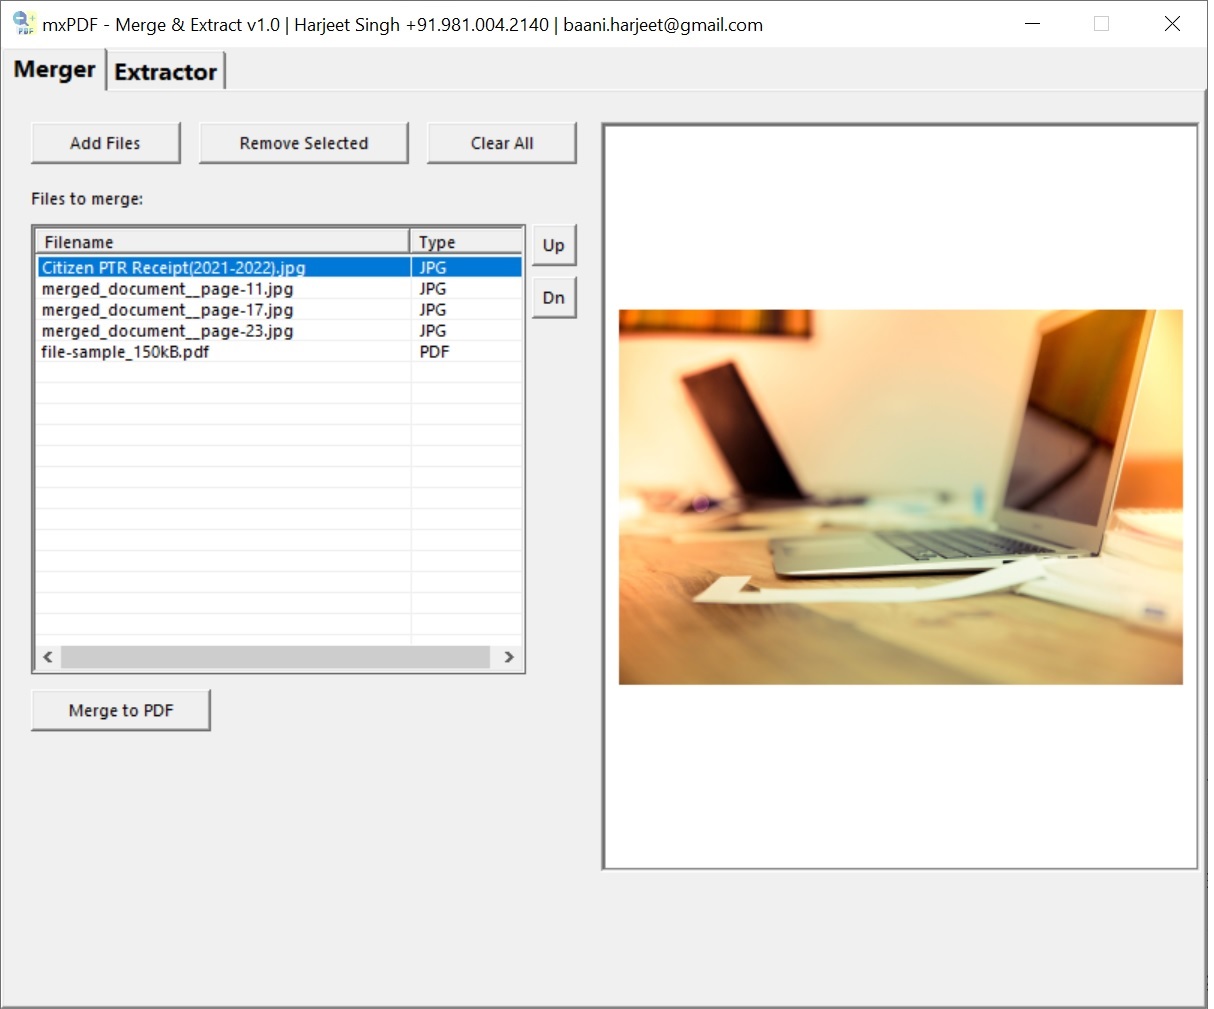 mxPDF - Merge & Extract v1.0 | Harjeet Singh +91.981.004.2140 | baani.harjeet@gmail.com
Merger Extractor
Add Files Remove Selected Clear All
Files to merge:
Filename Type
Citizen PTR Receipt(2021-2022).jpg JPG
merged_document__page-11.jpg JPG
merged_document__page-17.jpg JPG
merged_document__page-23.jpg JPG
file-sample_150kB.pdf PDF
Up
Dn
Merge to PDF